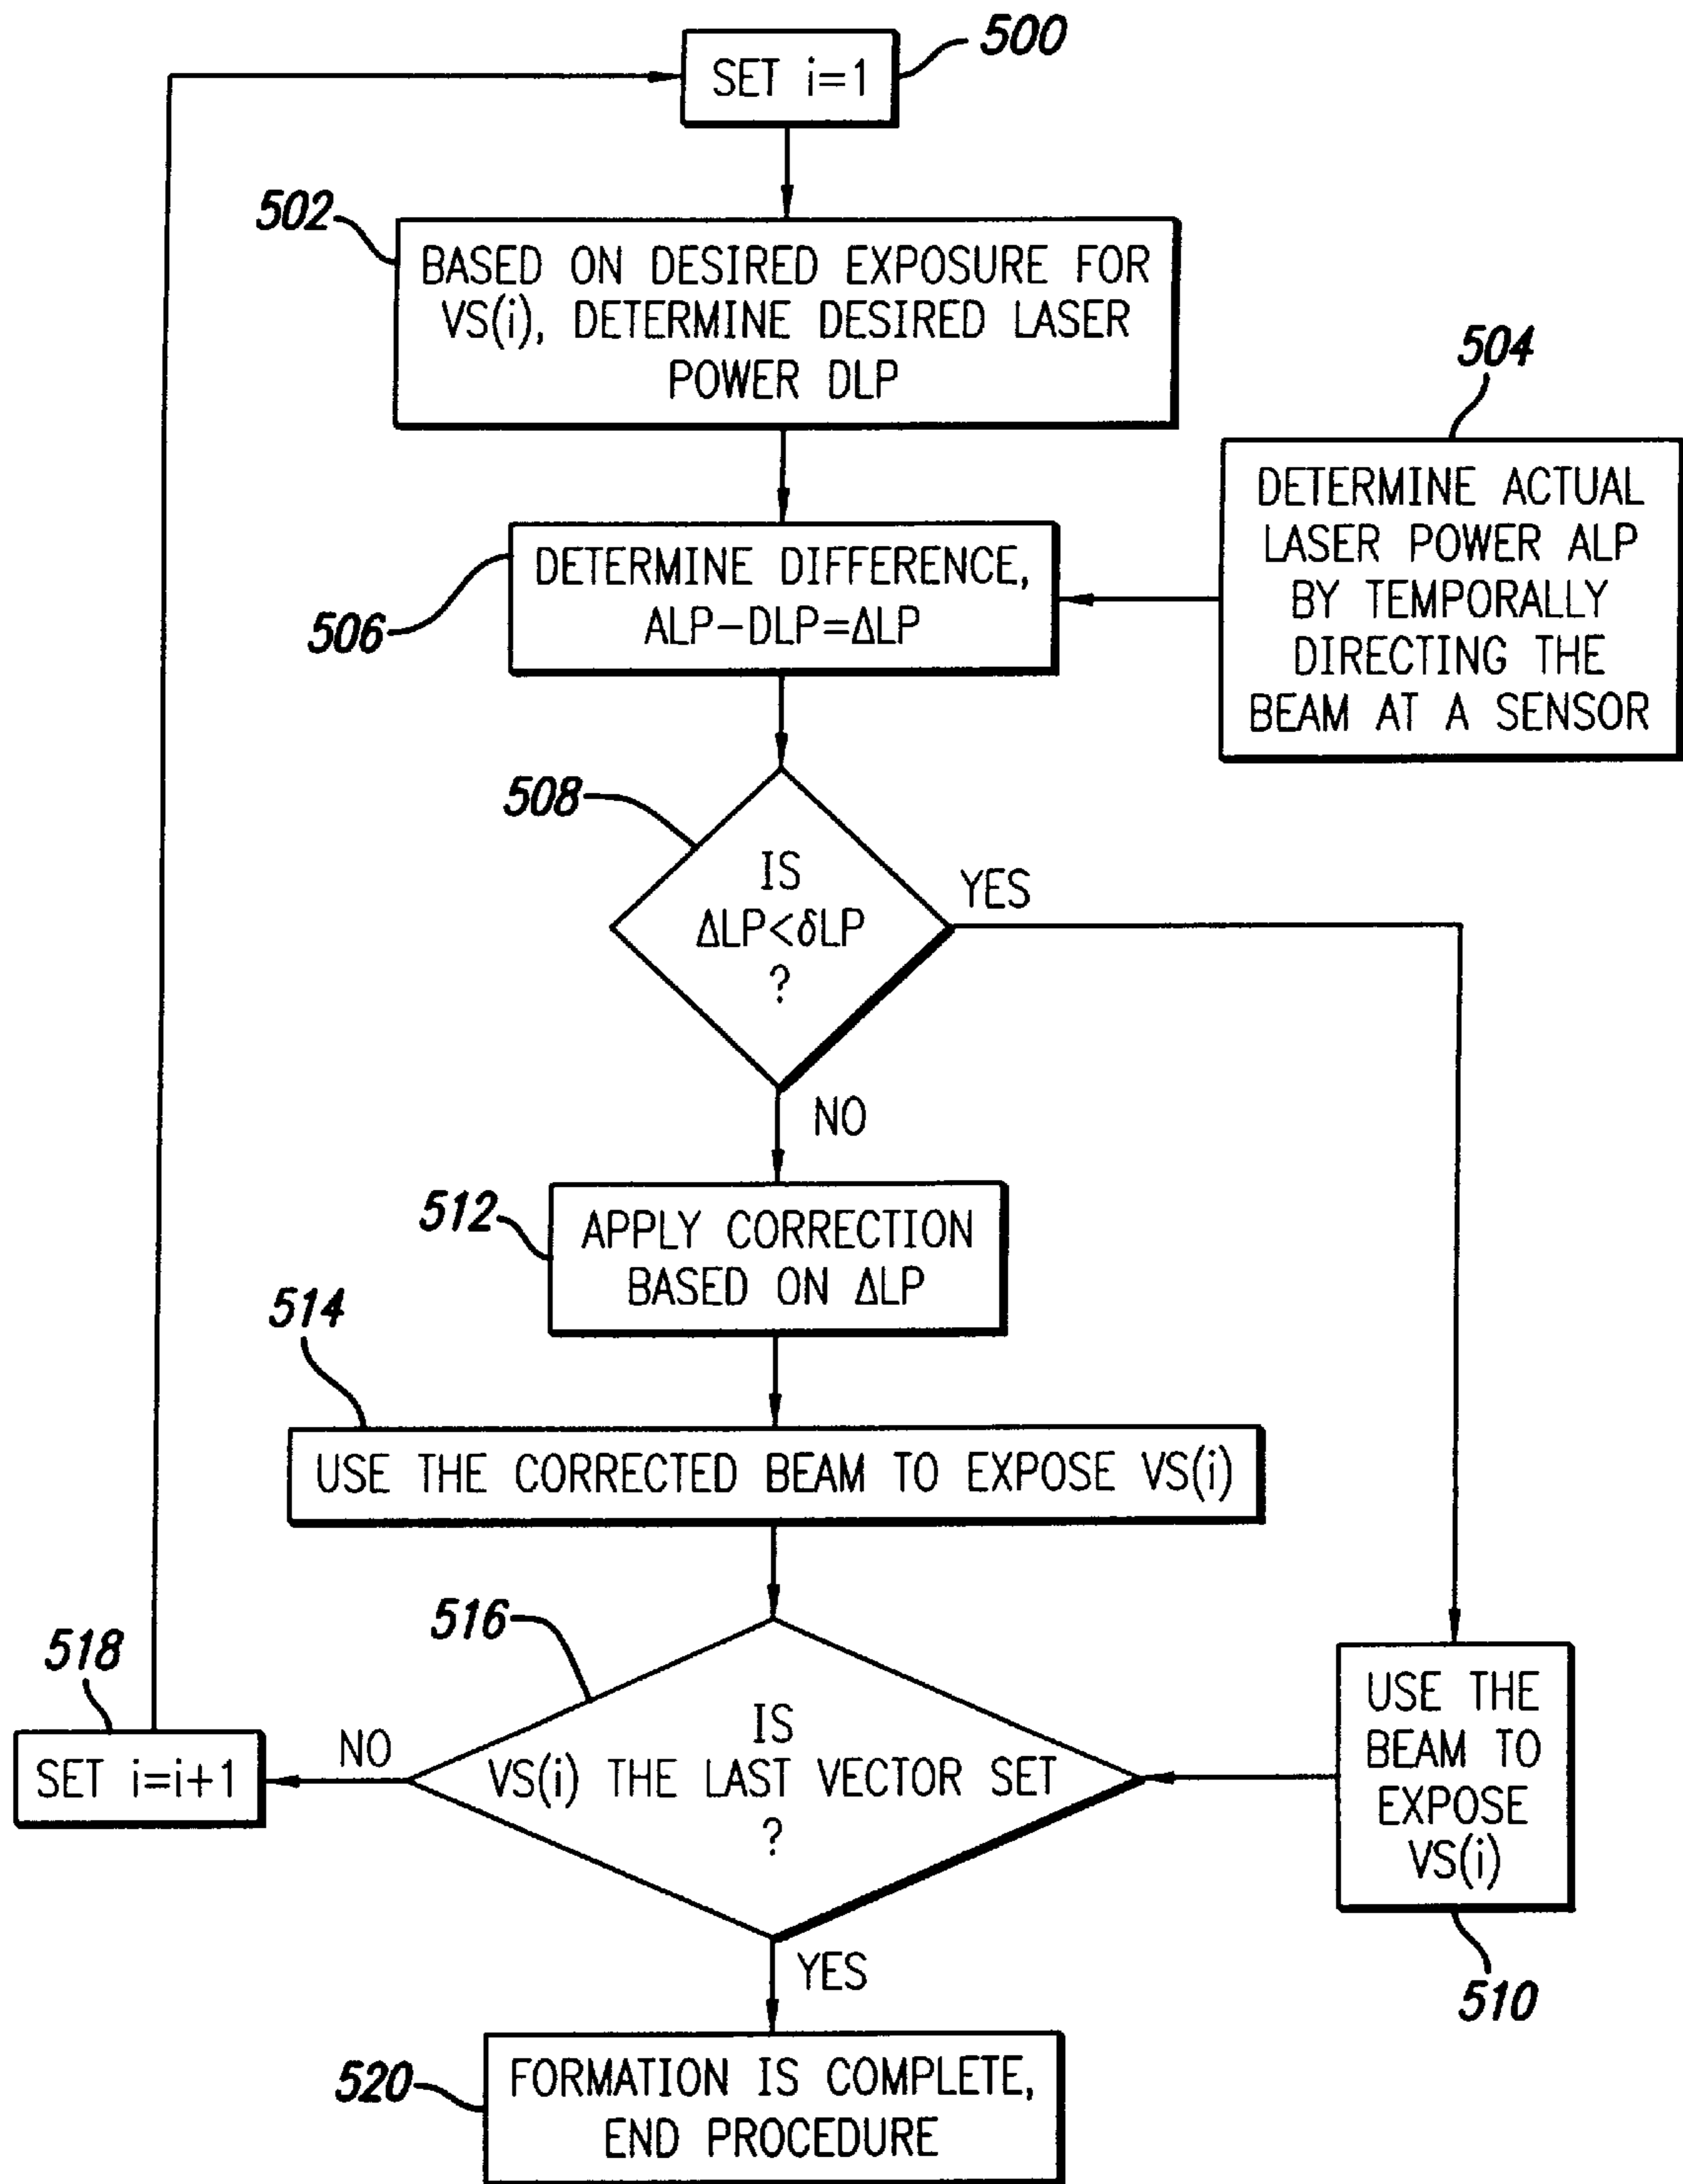 500
SET i=1
502
BASED ON DESIRED EXPOSURE FOR
VS(i), DETERMINE DESIRED LASER
POWER DLP
504
DETERMINE ACTUAL
LASER POWER ALP
BY TEMPORALLY
DIRECTING THE
BEAM AT A SENSOR
506
DETERMINE DIFFERENCE,
ALP-DLP=ΔLP
508
IS
ΔLP<δLP
?
YES
NO
512
APPLY CORRECTION
BASED ON ΔLP
514
USE THE CORRECTED BEAM TO EXPOSE VS(i)
516
IS
VS(i) THE LAST VECTOR SET
?
NO
518
SET i=i+1
USE THE
BEAM TO
EXPOSE
VS(i)
510
YES
520
FORMATION IS COMPLETE,
END PROCEDURE